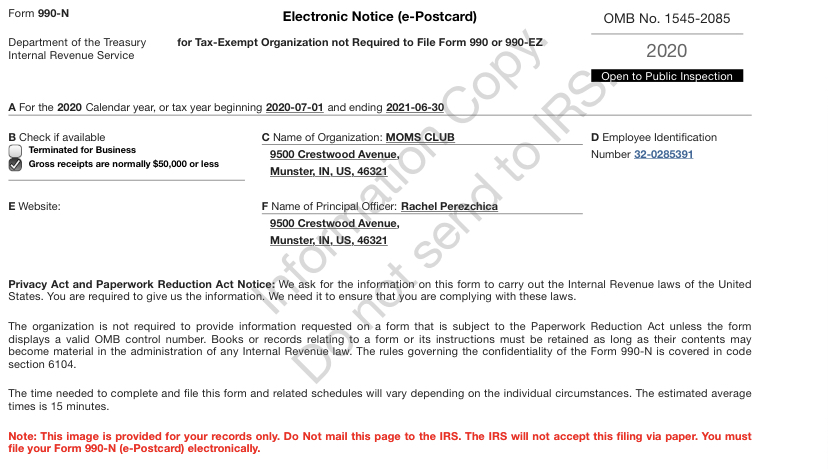 Form 990-N
Electronic Notice (e-Postcard)
OMB No. 1545-2085
Department of the Treasury
Internal Revenue Service
for Tax-Exempt Organization not Required to File Form 990 or 990-EZ
2020
Open to Public Inspection
A For the 2020 Calendar year, or tax year beginning 2020-07-01 and ending 2021-06-30
B Check if available
Terminated for Business
Gross receipts are normally $50,000 or less
C Name of Organization: MOMS CLUB
9500 Crestwood Avenue,
Munster, IN, US, 46321
D Employee Identification
Number 32-0285391
E Website:
F Name of Principal Officer: Rachel Perezchica
9500 Crestwood Avenue,
Munster, IN, US, 46321
Privacy Act and Paperwork Reduction Act Notice: We ask for the information on this form to carry out the Internal Revenue laws of the United
States. You are required to give us the information. We need it to ensure that you are complying with these laws.
The organization is not required to provide information requested on a form that is subject to the Paperwork Reduction Act unless the form
displays a valid OMB control number. Books or records relating to a form or its instructions must be retained as long as their contents may
become material in the administration of any Internal Revenue law. The rules governing the confidentiality of the Form 990-N is covered in code
section 6104.
The time needed to complete and file this form and related schedules will vary depending on the individual circumstances. The estimated average
times is 15 minutes.
Note: This image is provided for your records only. Do Not mail this page to the IRS. The IRS will not accept this filing via paper. You must
file your Form 990-N (e-Postcard) electronically.
Information Copy.
Do not send to IRS.